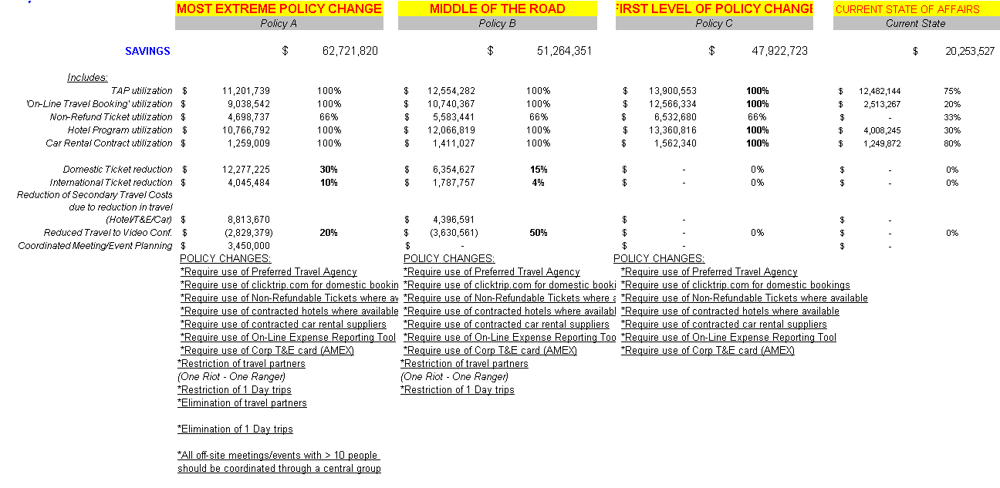 MOST EXTREME POLICY CHANGE MIDDLE OF THE ROAD FIRST LEVEL OF POLICY CHANGE CURRENT STATE OF AFFAIRS
Policy A Policy B Policy C Current State
SAVINGS $ 62,721,820 $ 51,264,351 $ 47,922,723 $ 20,253,527
Includes:
TAP utilization $ 11,201,739 100% $ 12,554,282 100% $ 13,900,553 100% $ 12,482,144 75%
'On-Line Travel Booking' utilization $ 9,038,542 100% $ 10,740,367 100% $ 12,566,334 100% $ 2,513,267 20%
Non-Refund Ticket utilization $ 4,698,737 66% $ 5,583,441 66% $ 6,532,680 66% $ - 33%
Hotel Program utilization $ 10,766,792 100% $ 12,066,819 100% $ 13,360,816 100% $ 4,008,245 30%
Car Rental Contract utilization $ 1,259,009 100% $ 1,411,027 100% $ 1,562,340 100% $ 1,249,872 80%
Domestic Ticket reduction $ 12,277,225 30% $ 6,354,627 15% $ - 0% $ - 0%
International Ticket reduction $ 4,045,484 10% $ 1,787,757 4% $ - 0% $ - 0%
Reduction of Secondary Travel Costs
due to reduction in travel
(Hotel/T&E/Car) $ 8,813,670 $ 4,396,591 $ - $ -
Reduced Travel to Video Conf. $ (2,829,379) 20% $ (3,630,561) 50% $ - 0% $ - 0%
Coordinated Meeting/Event Planning $ 3,450,000 $ - $ - $ -
POLICY CHANGES: POLICY CHANGES: POLICY CHANGES:
*Require use of Preferred Travel Agency *Require use of Preferred Travel Agency *Require use of Preferred Travel Agency
*Require use of clicktrip.com for domestic bookin *Require use of clicktrip.com for domestic booki *Require use of clicktrip.com for domestic bookings
*Require use of Non-Refundable Tickets where av *Require use of Non-Refundable Tickets where a *Require use of Non-Refundable Tickets where available
*Require use of contracted hotels where available *Require use of contracted hotels where availabl *Require use of contracted hotels where available
*Require use of contracted car rental suppliers *Require use of contracted car rental suppliers *Require use of contracted car rental suppliers
*Require use of On-Line Expense Reporting Tool *Require use of On-Line Expense Reporting Too *Require use of On-Line Expense Reporting Tool
*Require use of Corp T&E card (AMEX) *Require use of Corp T&E card (AMEX) *Require use of Corp T&E card (AMEX)
*Restriction of travel partners *Restriction of travel partners
(One Riot - One Ranger) (One Riot - One Ranger)
*Restriction of 1 Day trips *Restriction of 1 Day trips
*Elimination of travel partners
*Elimination of 1 Day trips
*All off-site meetings/events with > 10 people
should be coordinated through a central group